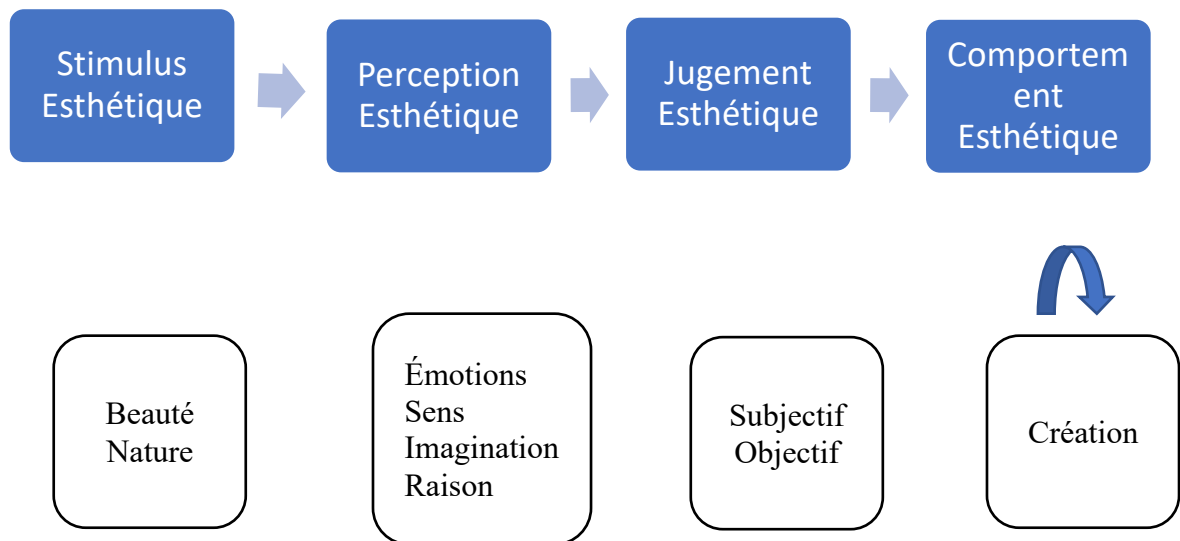 Stimulus
Esthétique
Perception
Esthétique
Jugement
Esthétique
Comportem
ent
Esthétique
Beauté
Nature
Émotions
Sens
Imagination
Raison
Subjectif
Objectif
Création